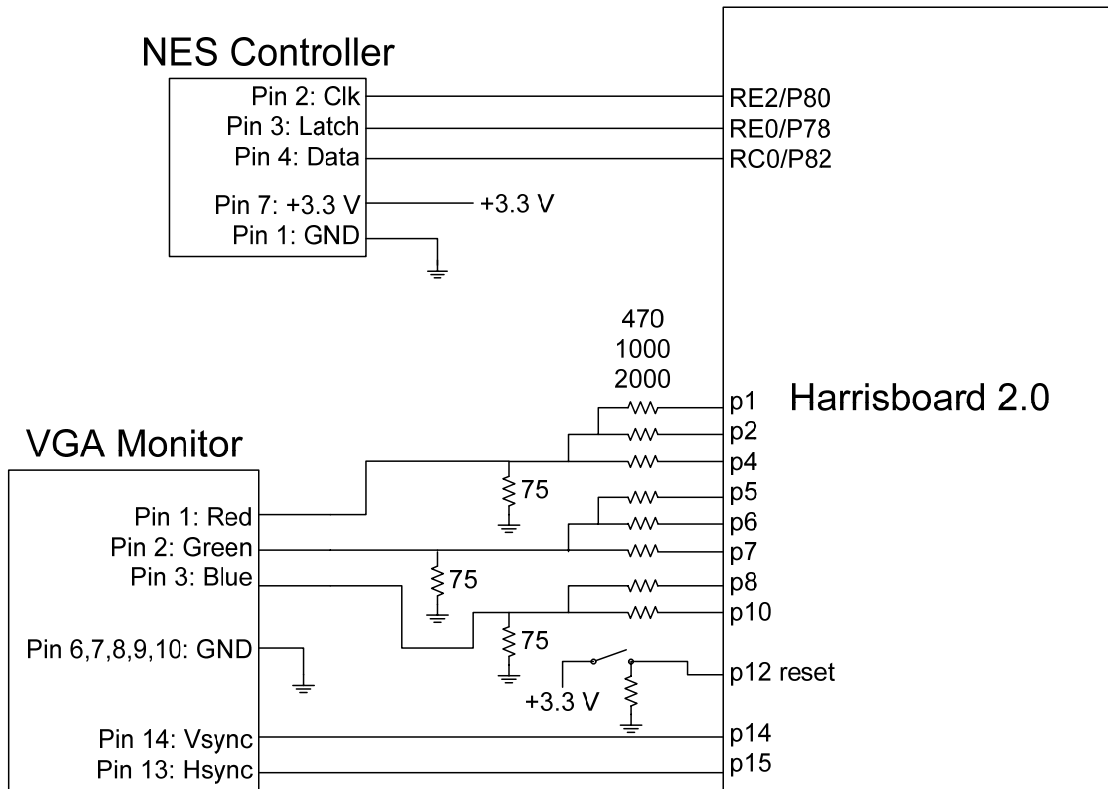 NES Controller
Pin 2: Clk
Pin 3: Latch
Pin 4: Data
Pin 7: +3.3 V
Pin 1: GND
+3.3 V
RE2/P80
RE0/P78
RC0/P82
470
1000
2000
Harrisboard 2.0
p1
p2
p4
p5
p6
p7
p8
p10
p12 reset
p14
p15
75
75
75
+3.3 V
VGA Monitor
Pin 1: Red
Pin 2: Green
Pin 3: Blue
Pin 6,7,8,9,10: GND
Pin 14: Vsync
Pin 13: Hsync